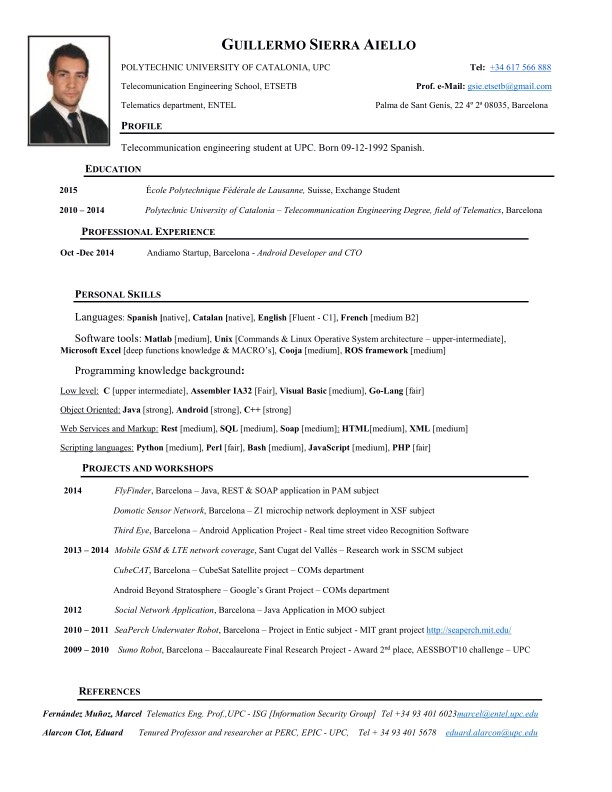 GUILLERMO SIERRA AIELLO
POLYTECHNIC UNIVERSITY OF CATALONIA, UPC Tel: +34 617 566 888
Telecomunication Engineering School, ETSETB Prof. e-Mail: gsie.etsetb@gmail.com
Telematics department, ENTEL Palma de Sant Genís, 22 4º 2ª 08035, Barcelona
PROFILE
Telecommunication engineering student at UPC. Born 09-12-1992 Spanish.
EDUCATION
2015 École Polytechnique Fédérale de Lausanne, Suisse, Exchange Student
2010 – 2014 Polytechnic University of Catalonia – Telecommunication Engineering Degree, field of Telematics, Barcelona
PROFESSIONAL EXPERIENCE
Oct -Dec 2014 Andiamo Startup, Barcelona - Android Developer and CTO
PERSONAL SKILLS
Languages: Spanish [native], Catalan [native], English [Fluent - C1], French [medium B2]
Software tools: Matlab [medium], Unix [Commands & Linux Operative System architecture – upper-intermediate],
Microsoft Excel [deep functions knowledge & MACRO's], Cooja [medium], ROS framework [medium]
Programming knowledge background:
Low level: C [upper intermediate], Assembler IA32 [Fair], Visual Basic [medium], Go-Lang [fair]
Object Oriented: Java [strong], Android [strong], C++ [strong]
Web Services and Markup: Rest [medium], SQL [medium], Soap [medium]; HTML[medium], XML [medium]
Scripting languages: Python [medium], Perl [fair], Bash [medium], JavaScript [medium], PHP [fair]
PROJECTS AND WORKSHOPS
2014 FlyFinder, Barcelona – Java, REST & SOAP application in PAM subject
Domotic Sensor Network, Barcelona – Z1 microchip network deployment in XSF subject
Third Eye, Barcelona – Android Application Project - Real time street video Recognition Software
2013 – 2014 Mobile GSM & LTE network coverage, Sant Cugat del Vallès – Research work in SSCM subject
CubeCAT, Barcelona – CubeSat Satellite project – COMs department
Android Beyond Stratosphere – Google's Grant Project – COMs department
2012 Social Network Application, Barcelona – Java Application in MOO subject
2010 – 2011 SeaPerch Underwater Robot, Barcelona – Project in Entic subject - MIT grant project http://seaperch.mit.edu/
2009 – 2010 Sumo Robot, Barcelona – Baccalaureate Final Research Project - Award 2nd place, AESSBOT'10 challenge – UPC
REFERENCES
Fernández Muñoz, Marcel Telematics Eng. Prof.,UPC - ISG [Information Security Group] Tel +34 93 401 6023marcel@entel.upc.edu
Alarcon Clot, Eduard Tenured Professor and researcher at PERC, EPIC - UPC, Tel + 34 93 401 5678 eduard.alarcon@upc.edu